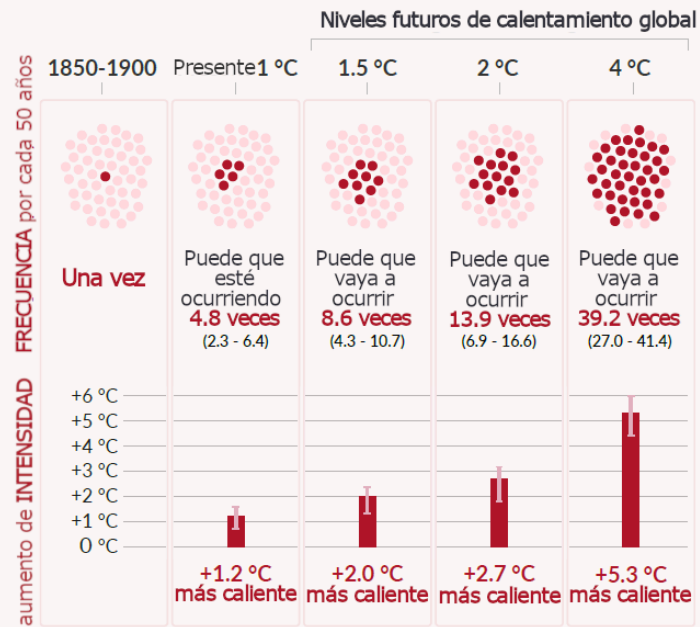 Niveles futuros de calentamiento global
1850-1900
Presente 1 °C
1.5 °C
2 °C
4 °C
FRECUENCIA por cada 50 años
Una vez
Puede que
esté
ocurriendo
4.8 veces
(2.3 - 6.4)
Puede que
vaya a
ocurrir
8.6 veces
(4.3 - 10.7)
Puede que
vaya a
ocurrir
13.9 veces
(6.9 - 16.6)
Puede que
vaya a
ocurrir
39.2 veces
(27.0 - 41.4)
aumento de INTENSIDAD
+6 °C
+5 °C
+4 °C
+3 °C
+2 °C
+1 °C
0 °C
+1.2 °C
más caliente
+2.0 °C
más caliente
+2.7 °C
más caliente
+5.3 °C
más caliente